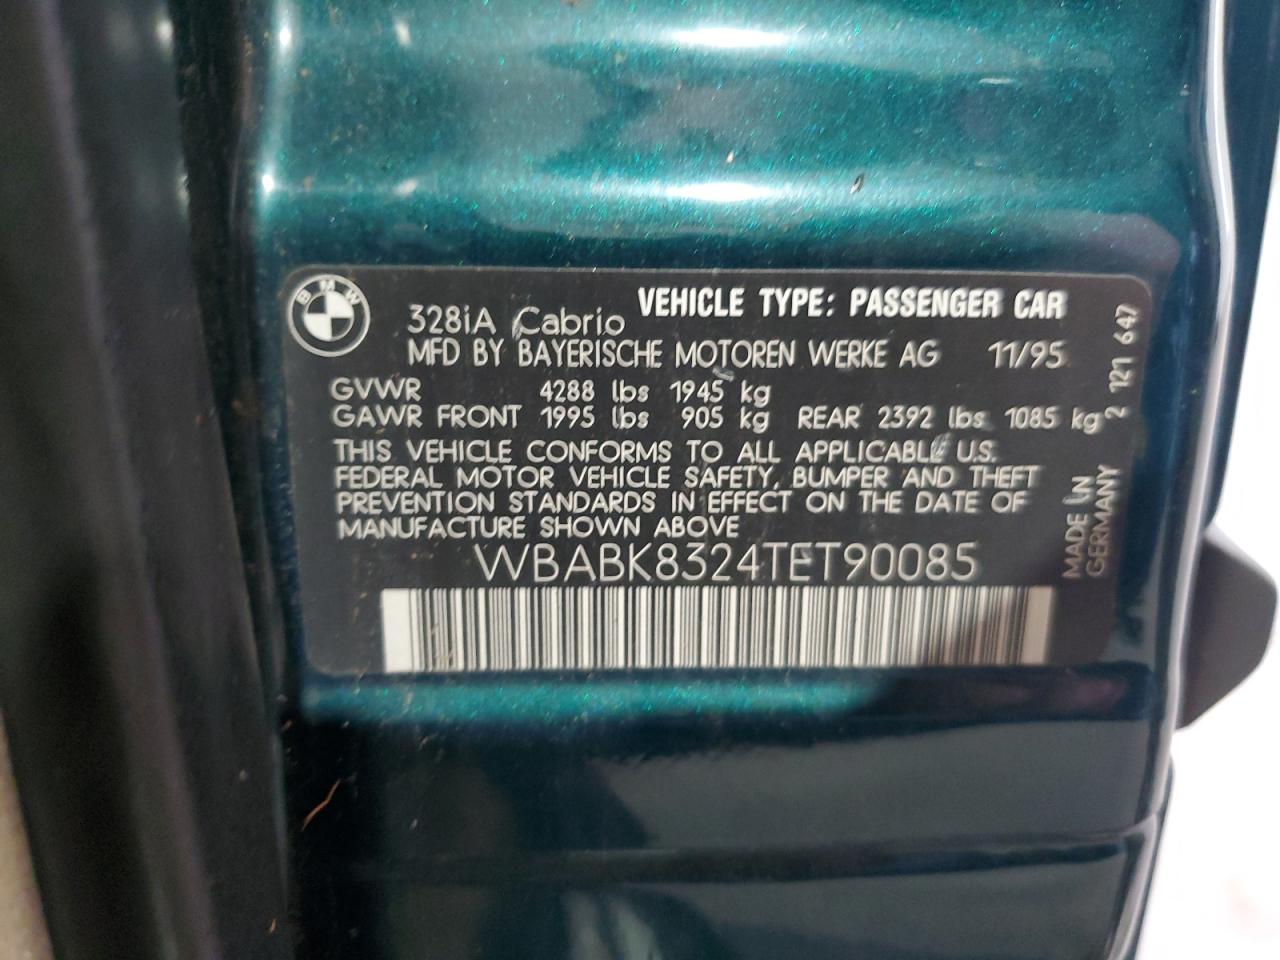 BMW
328iA Cabrio VEHICLE TYPE: PASSENGER CAR
MFD BY BAYERISCHE MOTOREN WERKE AG 11/95
GVWR 4288 lbs 1945 kg
GAWR FRONT 1995 lbs 905 kg REAR 2392 lbs 1085 kg
THIS VEHICLE CONFORMS TO ALL APPLICABLE U.S.
FEDERAL MOTOR VEHICLE SAFETY, BUMPER AND THEFT
PREVENTION STANDARDS IN EFFECT ON THE DATE OF
MANUFACTURE SHOWN ABOVE
WBABK8324TET90085
2 121 647
MADE IN
GERMANY